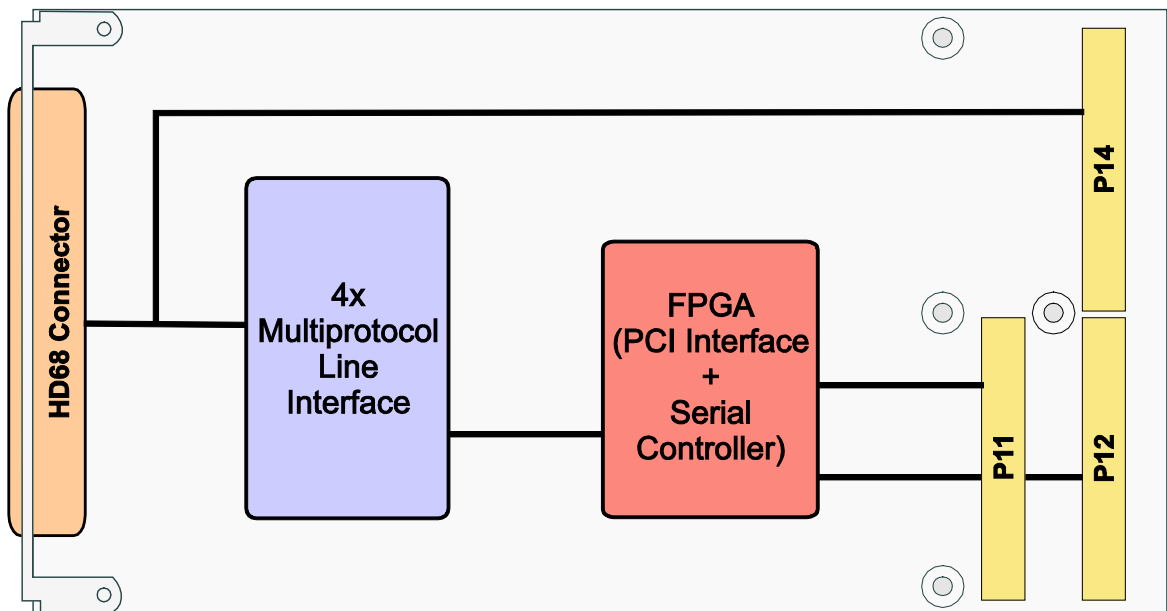 HD68 Connector
4x
Multiprotocol
Line
Interface
FPGA
(PCI Interface
+
Serial
Controller)
P14
P11
P12